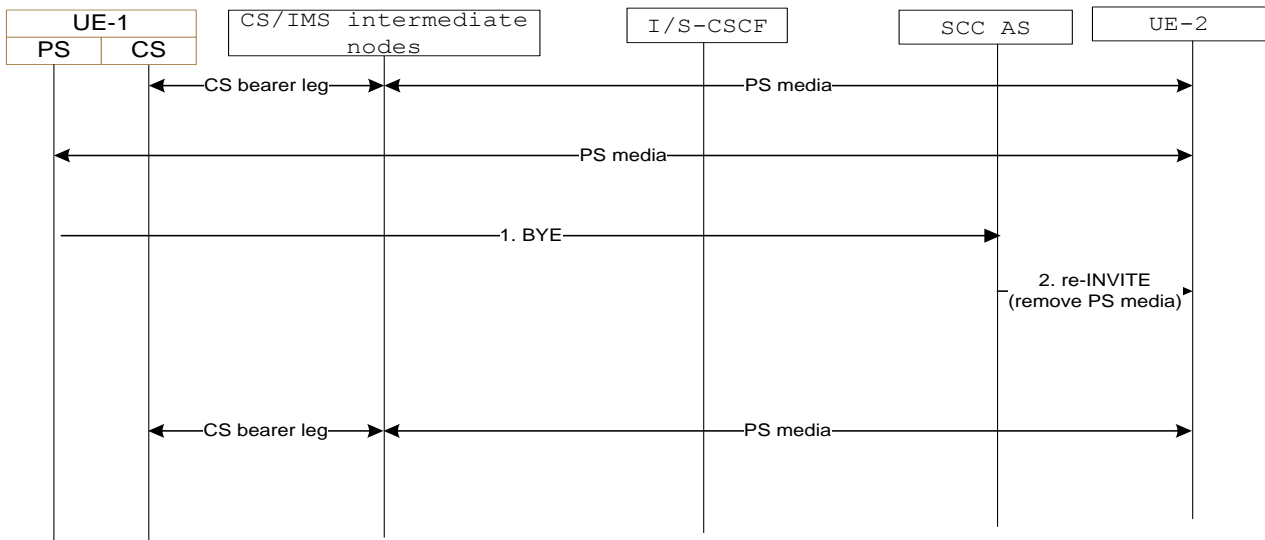 UE-1
PS CS
CS/IMS intermediate
nodes
I/S-CSCF
SCC AS
UE-2
CS bearer leg
PS media
PS media
1. BYE
2. re-INVITE
(remove PS media)
CS bearer leg
PS media